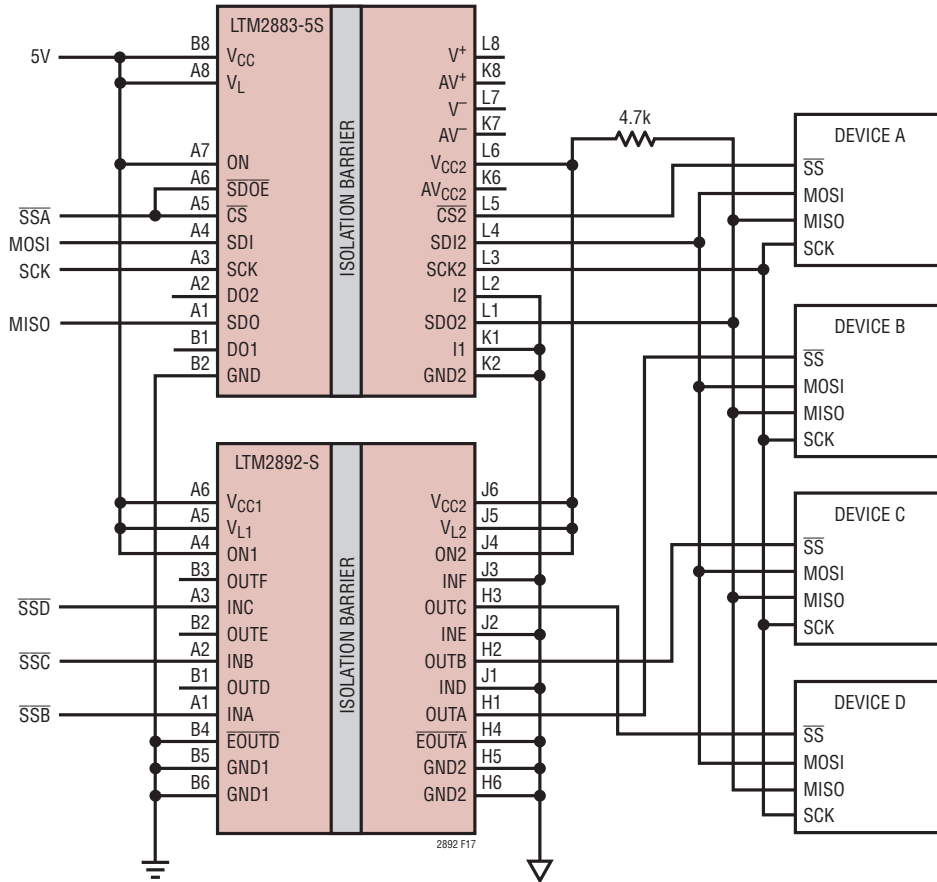 LTM2883-5S
ISOLATION BARRIER
5V
B8
VCC
A8
VL
A7
ON
A6
SDOE
SSA
A5
CS
MOSI
A4
SDI
SCK
A3
SCK
A2
DO2
MISO
A1
SDO
B1
DO1
B2
GND
V+
L8
AV+
K8
V−
L7
AV−
K7
VCC2
L6
AVCC2
K6
CS2
L5
SDI2
L4
SCK2
L3
I2
L2
SDO2
L1
I1
K1
GND2
K2
4.7k
LTM2892-S
ISOLATION BARRIER
A6
VCC1
A5
VL1
A4
ON1
B3
OUTF
SSD
A3
INC
B2
OUTE
SSC
A2
INB
B1
OUTD
SSB
A1
INA
B4
EOUTD
B5
GND1
B6
GND1
VCC2
J6
VL2
J5
ON2
J4
INF
J3
OUTC
H3
INE
J2
OUTB
H2
IND
J1
OUTA
H1
EOUTA
H4
GND2
H5
GND2
H6
2892 F17
DEVICE A
SS
MOSI
MISO
SCK
DEVICE B
SS
MOSI
MISO
SCK
DEVICE C
SS
MOSI
MISO
SCK
DEVICE D
SS
MOSI
MISO
SCK